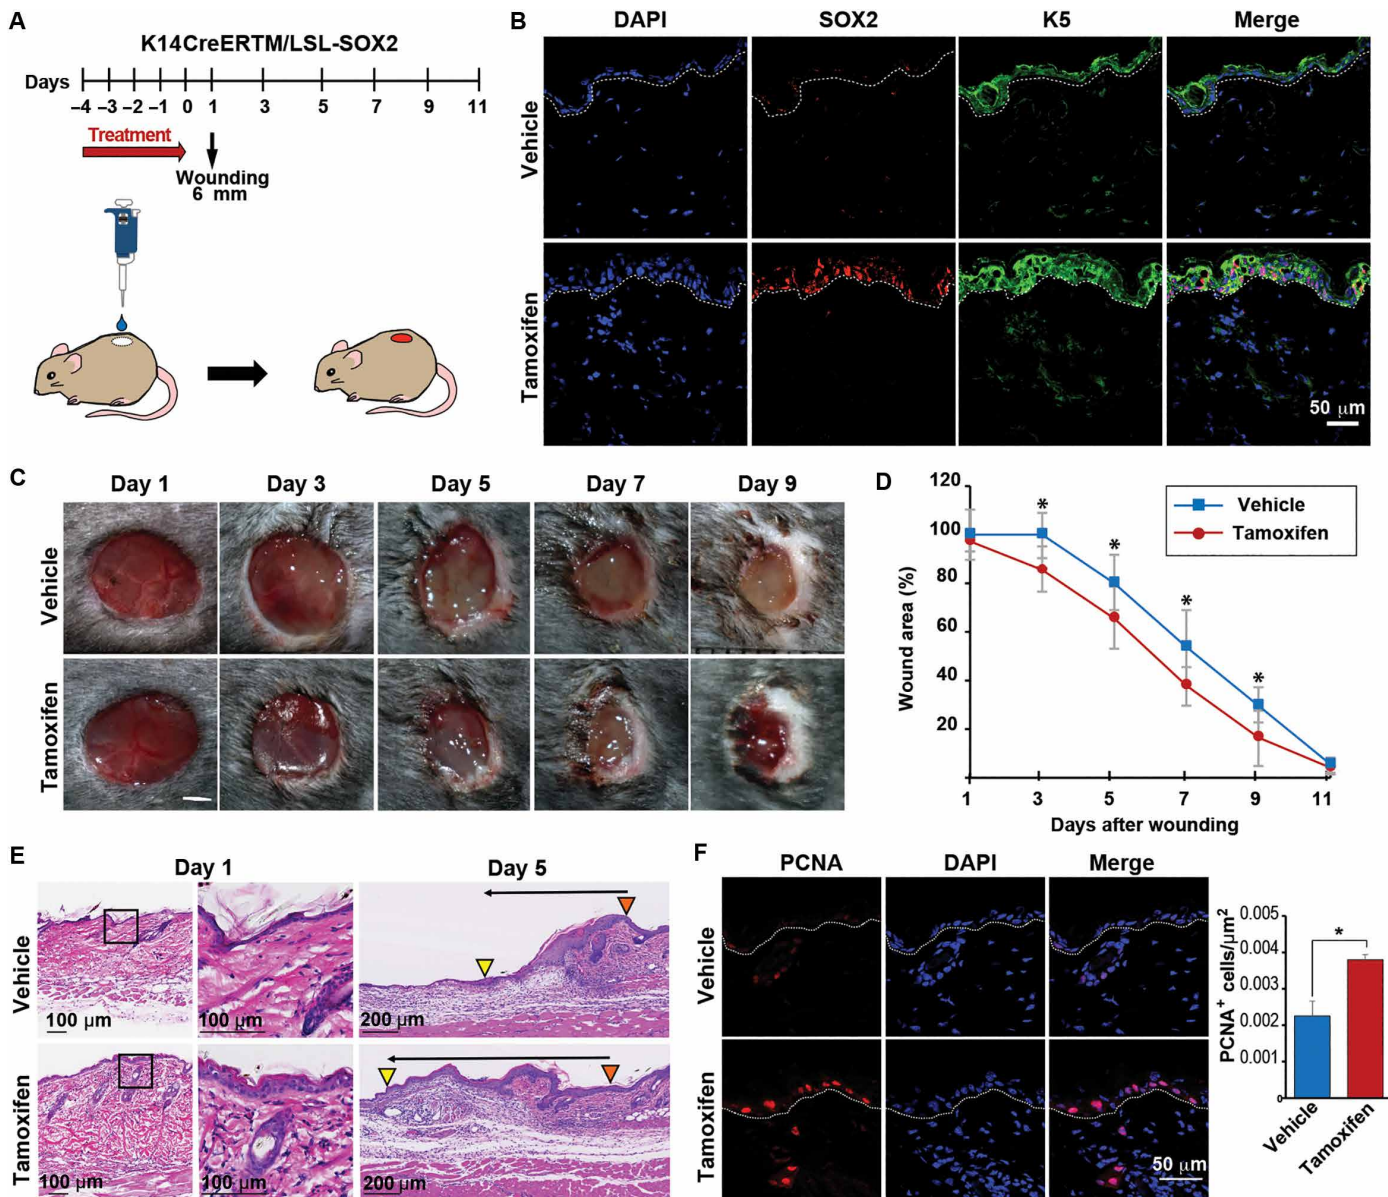 A
K14CreERTM/LSL-SOX2
Days
–4 –3 –2 –1 0 1 3 5 7 9 11
Treatment
Wounding
6 mm
B
DAPI SOX2 K5 Merge
Vehicle
Tamoxifen
50 μm
C
Day 1 Day 3 Day 5 Day 7 Day 9
Vehicle
Tamoxifen
D
120
100
80
60
40
20
Wound area (%)
* * * *
Vehicle
Tamoxifen
1 3 5 7 9 11
Days after wounding
E
Day 1 Day 5
Vehicle
100 μm 100 μm 200 μm
Tamoxifen
100 μm 100 μm 200 μm
F
PCNA DAPI Merge
Vehicle
Tamoxifen
50 μm
PCNA+ cells/μm²
0.005
0.004
0.003
0.002
0.001
0
*
Vehicle
Tamoxifen